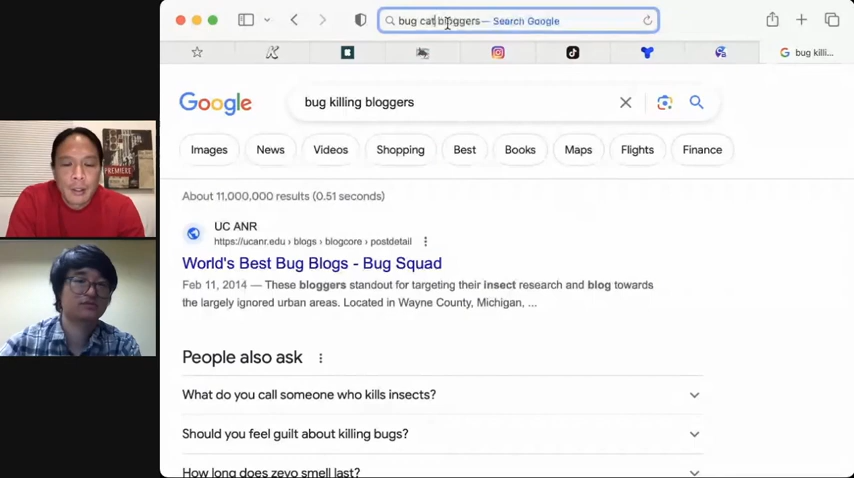 bug cat bloggers — Search Google
bug killi...
Google
bug killing bloggers
Images
News
Videos
Shopping
Best
Books
Maps
Flights
Finance
About 11,000,000 results (0.51 seconds)
UC ANR
https://ucanr.edu › blogs › blogcore › postdetail
World's Best Bug Blogs - Bug Squad
Feb 11, 2014 — These bloggers standout for targeting their insect research and blog towards
the largely ignored urban areas. Located in Wayne County, Michigan, ...
People also ask
What do you call someone who kills insects?
Should you feel guilt about killing bugs?
How long does zevo smell last?
PREMIERE